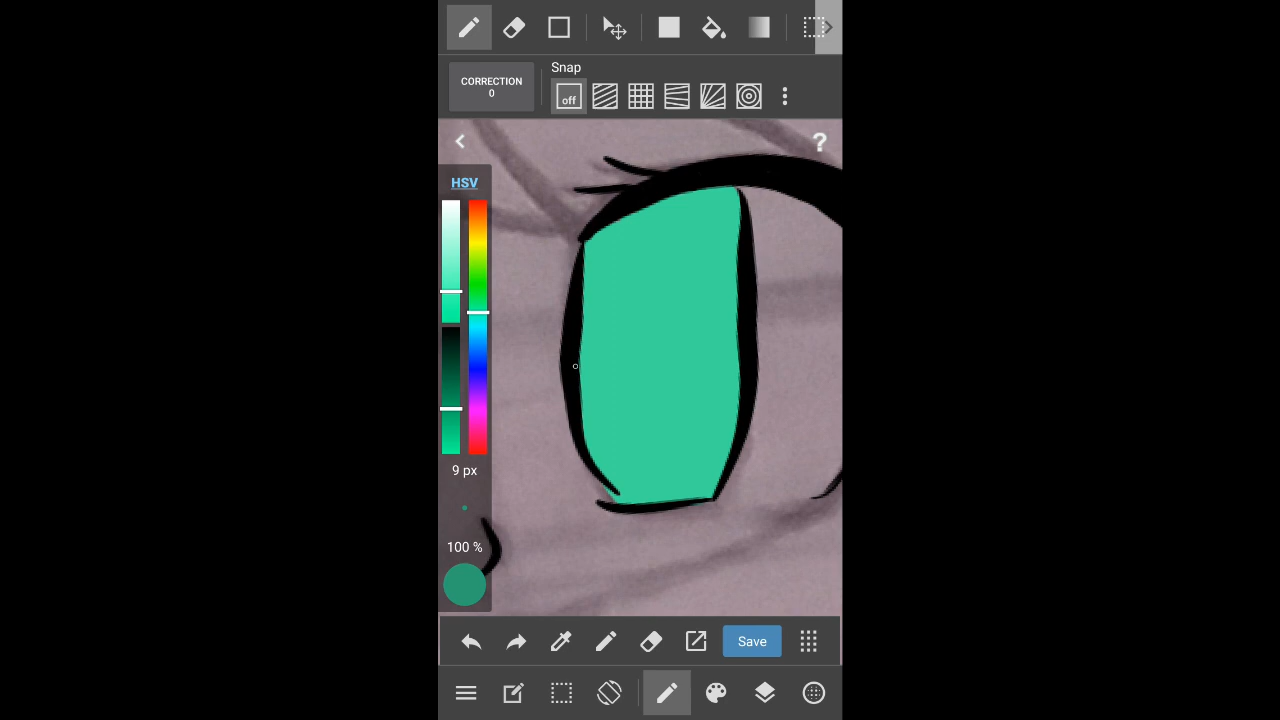 CORRECTION
0
Snap
off
?
HSV
9 px
100 %
Save